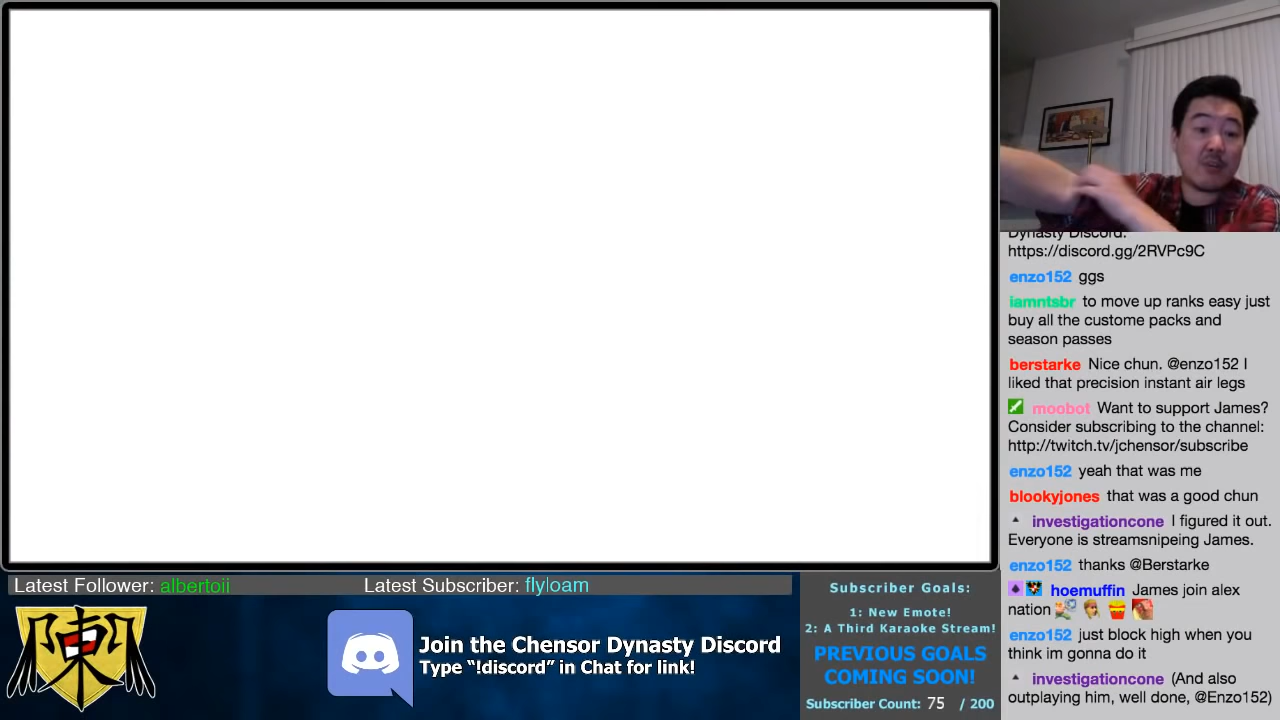 Dynasty Discord:
https://discord.gg/2RVPc9C
enzo152 ggs
iamntsbr to move up ranks easy just
buy all the custome packs and
season passes
berstarke Nice chun. @enzo152 I
liked that precision instant air legs
moobot Want to support James?
Consider subscribing to the channel:
http://twitch.tv/jchensor/subscribe
enzo152 yeah that was me
blookyjones that was a good chun
investigationcone I figured it out.
Everyone is streamsnipeing James.
enzo152 thanks @Berstarke
hoemuffin James join alex
nation
enzo152 just block high when you
think im gonna do it
investigationcone (And also
outplaying him, well done, @Enzo152)
Latest Follower: albertoii
Latest Subscriber: flyloam
Join the Chensor Dynasty Discord
Type "!discord" in Chat for link!
Subscriber Goals:
1: New Emote!
2: A Third Karaoke Stream!
PREVIOUS GOALS
COMING SOON!
Subscriber Count: 75 / 200